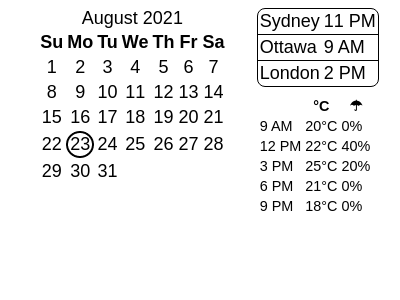 August 2021
Su Mo Tu We Th Fr Sa
1 2 3 4 5 6 7
8 9 10 11 12 13 14
15 16 17 18 19 20 21
22 23 24 25 26 27 28
29 30 31
Sydney 11 PM
Ottawa 9 AM
London 2 PM
°C ☂
9 AM 20°C 0%
12 PM 22°C 40%
3 PM 25°C 20%
6 PM 21°C 0%
9 PM 18°C 0%